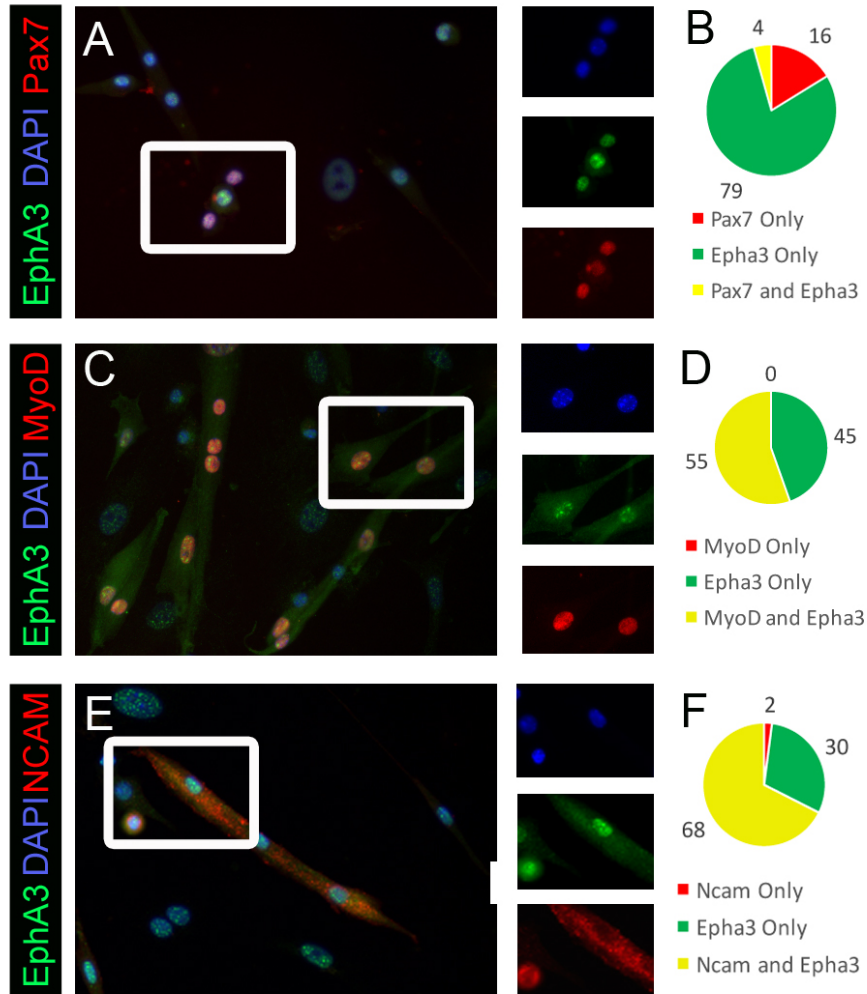 EphA3 DAPI Pax7
A
B
4
16
79
Pax7 Only
Epha3 Only
Pax7 and Epha3
EphA3 DAPI MyoD
C
D
0
45
55
MyoD Only
Epha3 Only
MyoD and Epha3
EphA3 DAPI NCAM
E
F
2
30
68
Ncam Only
Epha3 Only
Ncam and Epha3